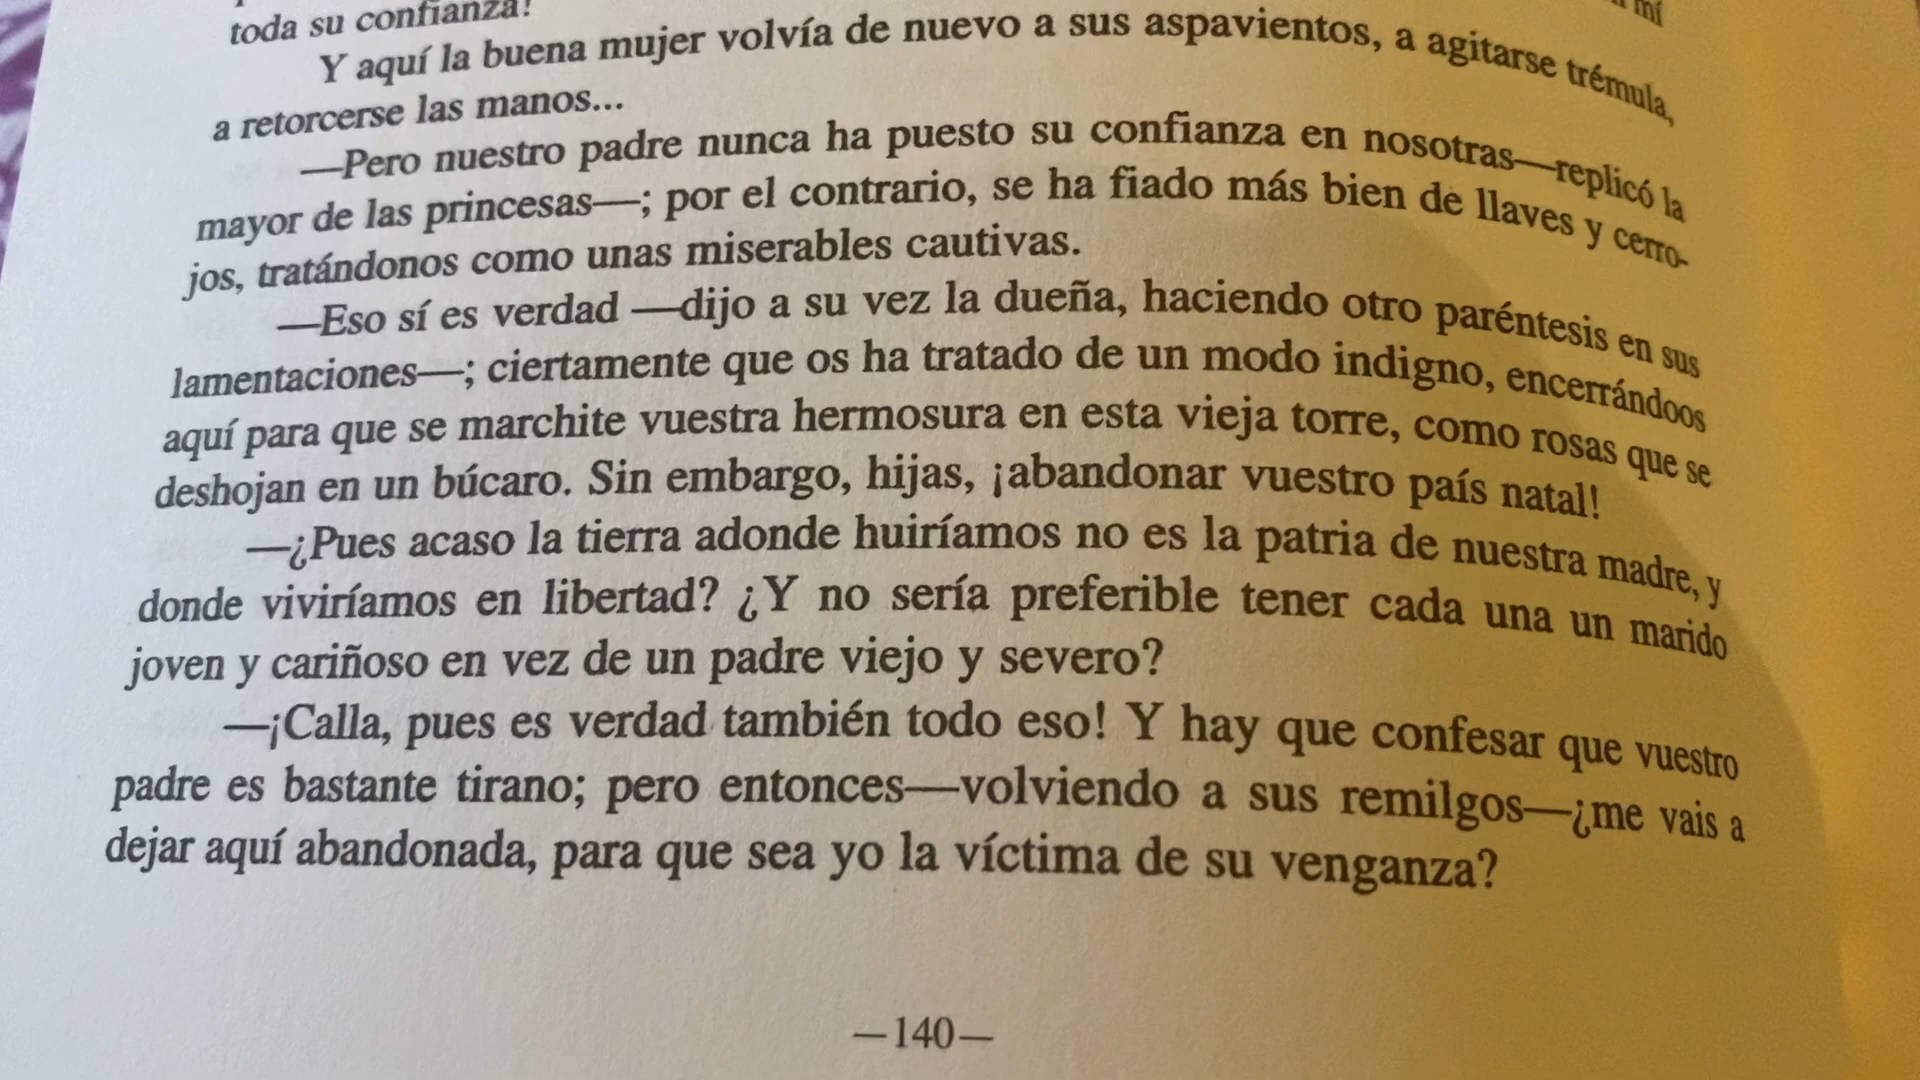 mí
toda su confianza!
Y aquí la buena mujer volvía de nuevo a sus aspavientos, a agitarse trémula,
a retorcerse las manos...
—Pero nuestro padre nunca ha puesto su confianza en nosotras—replicó la
mayor de las princesas—; por el contrario, se ha fiado más bien de llaves y cerro-
jos, tratándonos como unas miserables cautivas.
—Eso sí es verdad —dijo a su vez la dueña, haciendo otro paréntesis en sus
lamentaciones—; ciertamente que os ha tratado de un modo indigno, encerrándoos
aquí para que se marchite vuestra hermosura en esta vieja torre, como rosas que se
deshojan en un búcaro. Sin embargo, hijas, ¡abandonar vuestro país natal!
—¿Pues acaso la tierra adonde huiríamos no es la patria de nuestra madre, y
donde viviríamos en libertad? ¿Y no sería preferible tener cada una un marido
joven y cariñoso en vez de un padre viejo y severo?
—¡Calla, pues es verdad también todo eso! Y hay que confesar que vuestro
padre es bastante tirano; pero entonces—volviendo a sus remilgos—¿me vais a
dejar aquí abandonada, para que sea yo la víctima de su venganza?
—140—